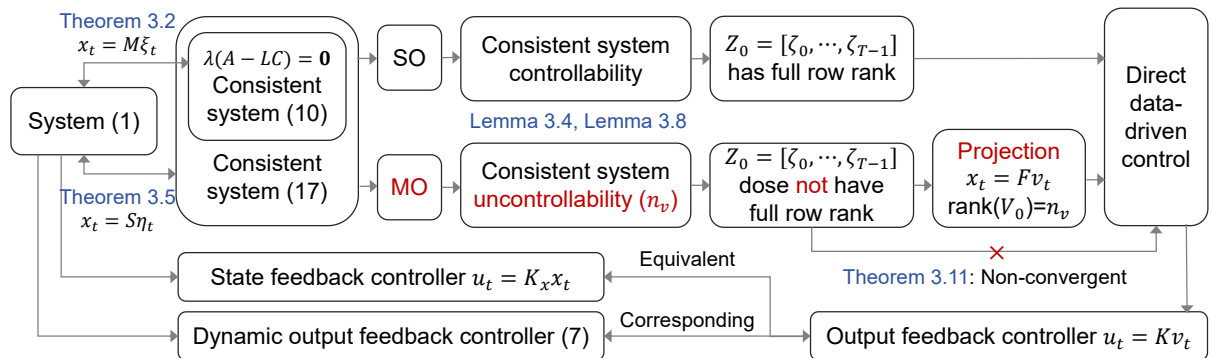 Theorem 3.2
x_t = Mξ_t
System (1)
Theorem 3.5
x_t = Sη_t
λ(A − LC) = 0
Consistent
system (10)
Consistent
system (17)
SO
MO
Consistent system
controllability
Lemma 3.4, Lemma 3.8
Consistent system
uncontrollability (n_v)
Z_0 = [ζ_0, ⋯, ζ_{T−1}]
has full row rank
Z_0 = [ζ_0, ⋯, ζ_{T−1}]
dose not have
full row rank
Projection
x_t = Fv_t
rank(V_0)=n_v
Direct
data-
driven
control
Theorem 3.11: Non-convergent
State feedback controller u_t = K_x x_t
Equivalent
Dynamic output feedback controller (7)
Corresponding
Output feedback controller u_t = Kv_t